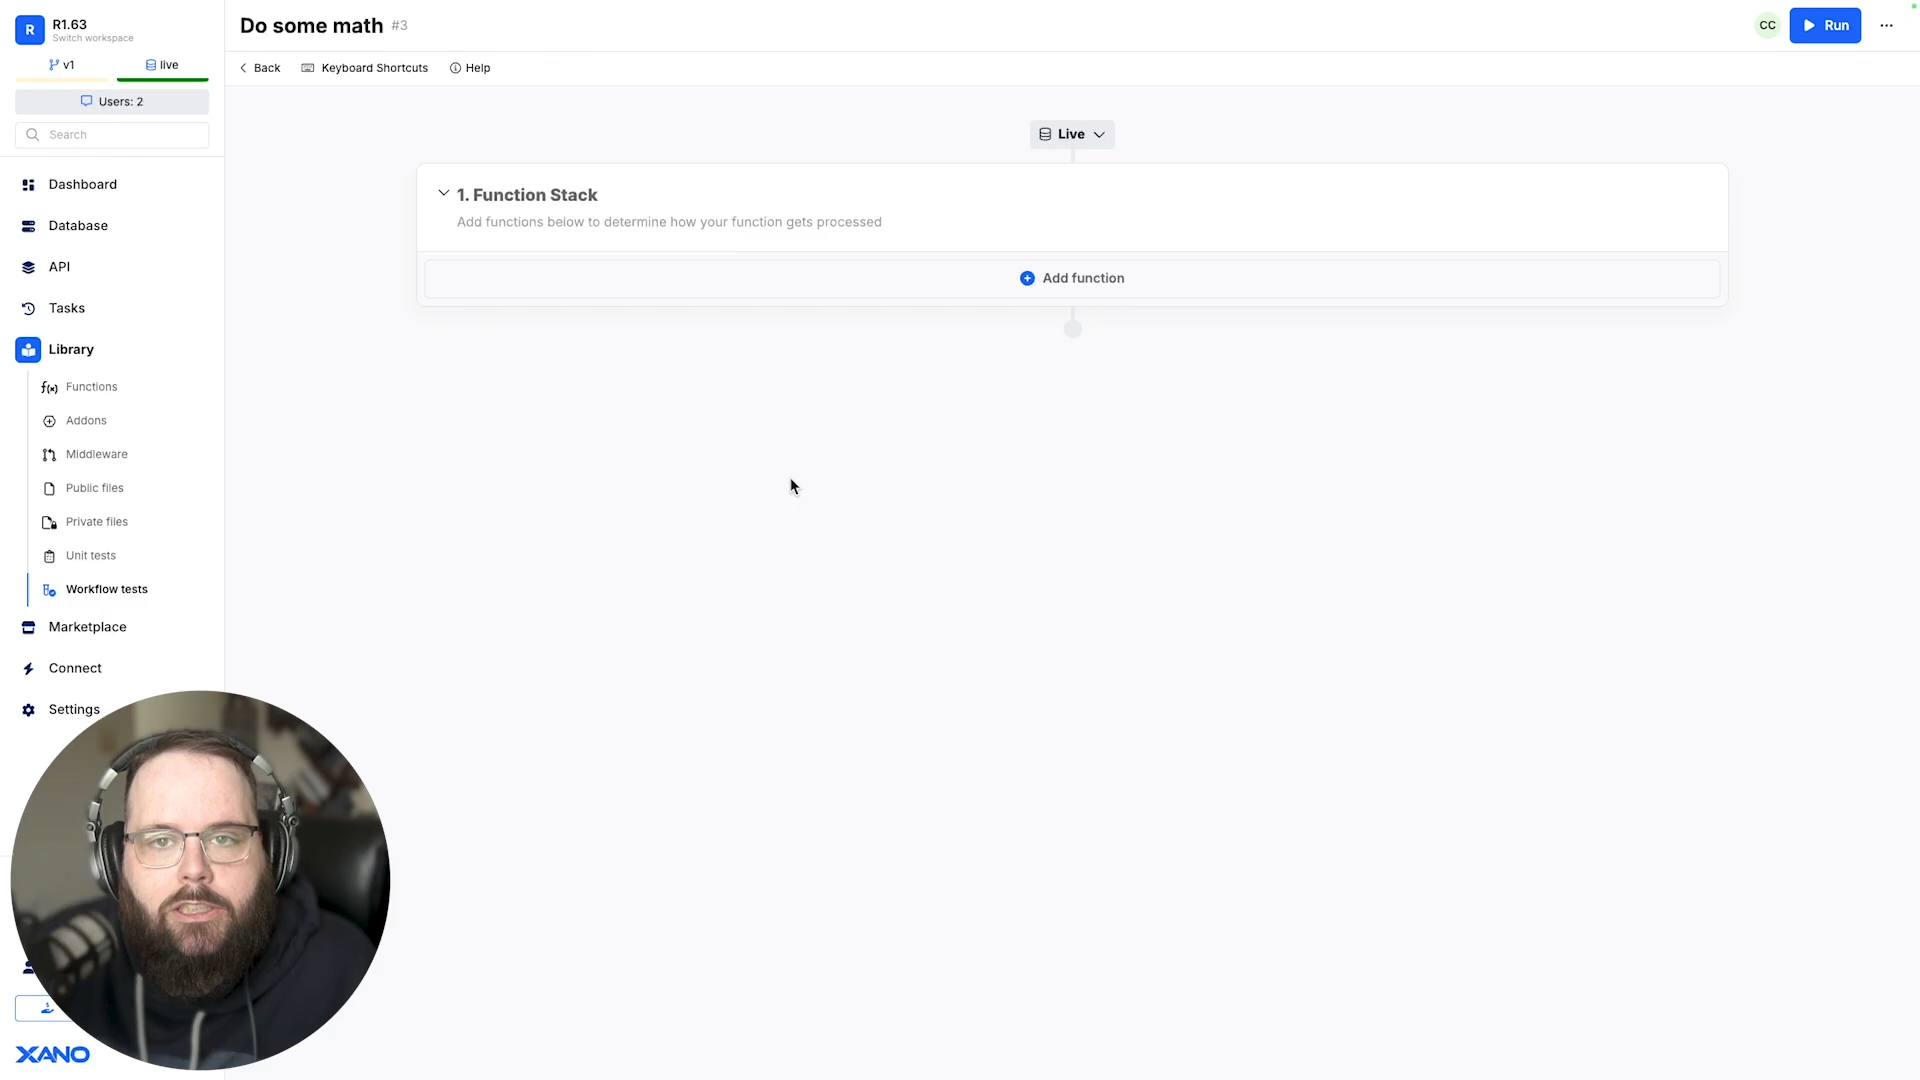 R
R1.63
Switch workspace
v1
live
Users: 2
Search
Dashboard
Database
API
Tasks
Library
f(x) Functions
Addons
Middleware
Public files
Private files
Unit tests
Workflow tests
Marketplace
Connect
Settings
XANO
Do some math #3
CC
Run
Back
Keyboard Shortcuts
Help
Live
1. Function Stack
Add functions below to determine how your function gets processed
Add function